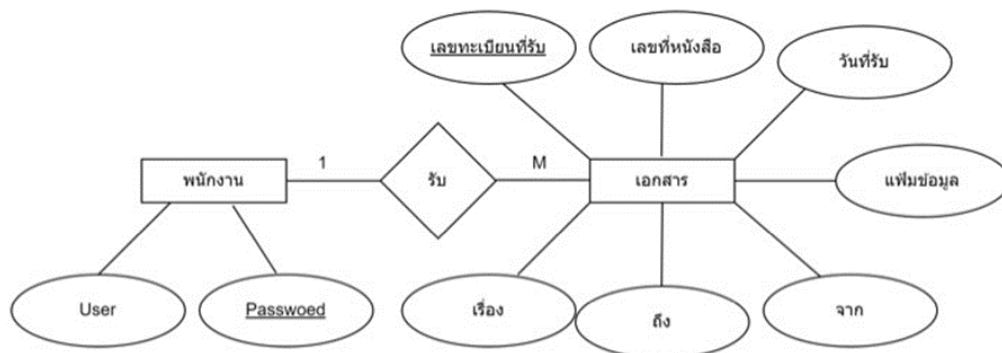 เลขทะเบียนที่รับ
เลขที่หนังสือ
วันที่รับ
พนักงาน
1
รับ
M
เอกสาร
แฟ้มข้อมูล
User
Passwoed
เรื่อง
ถึง
จาก